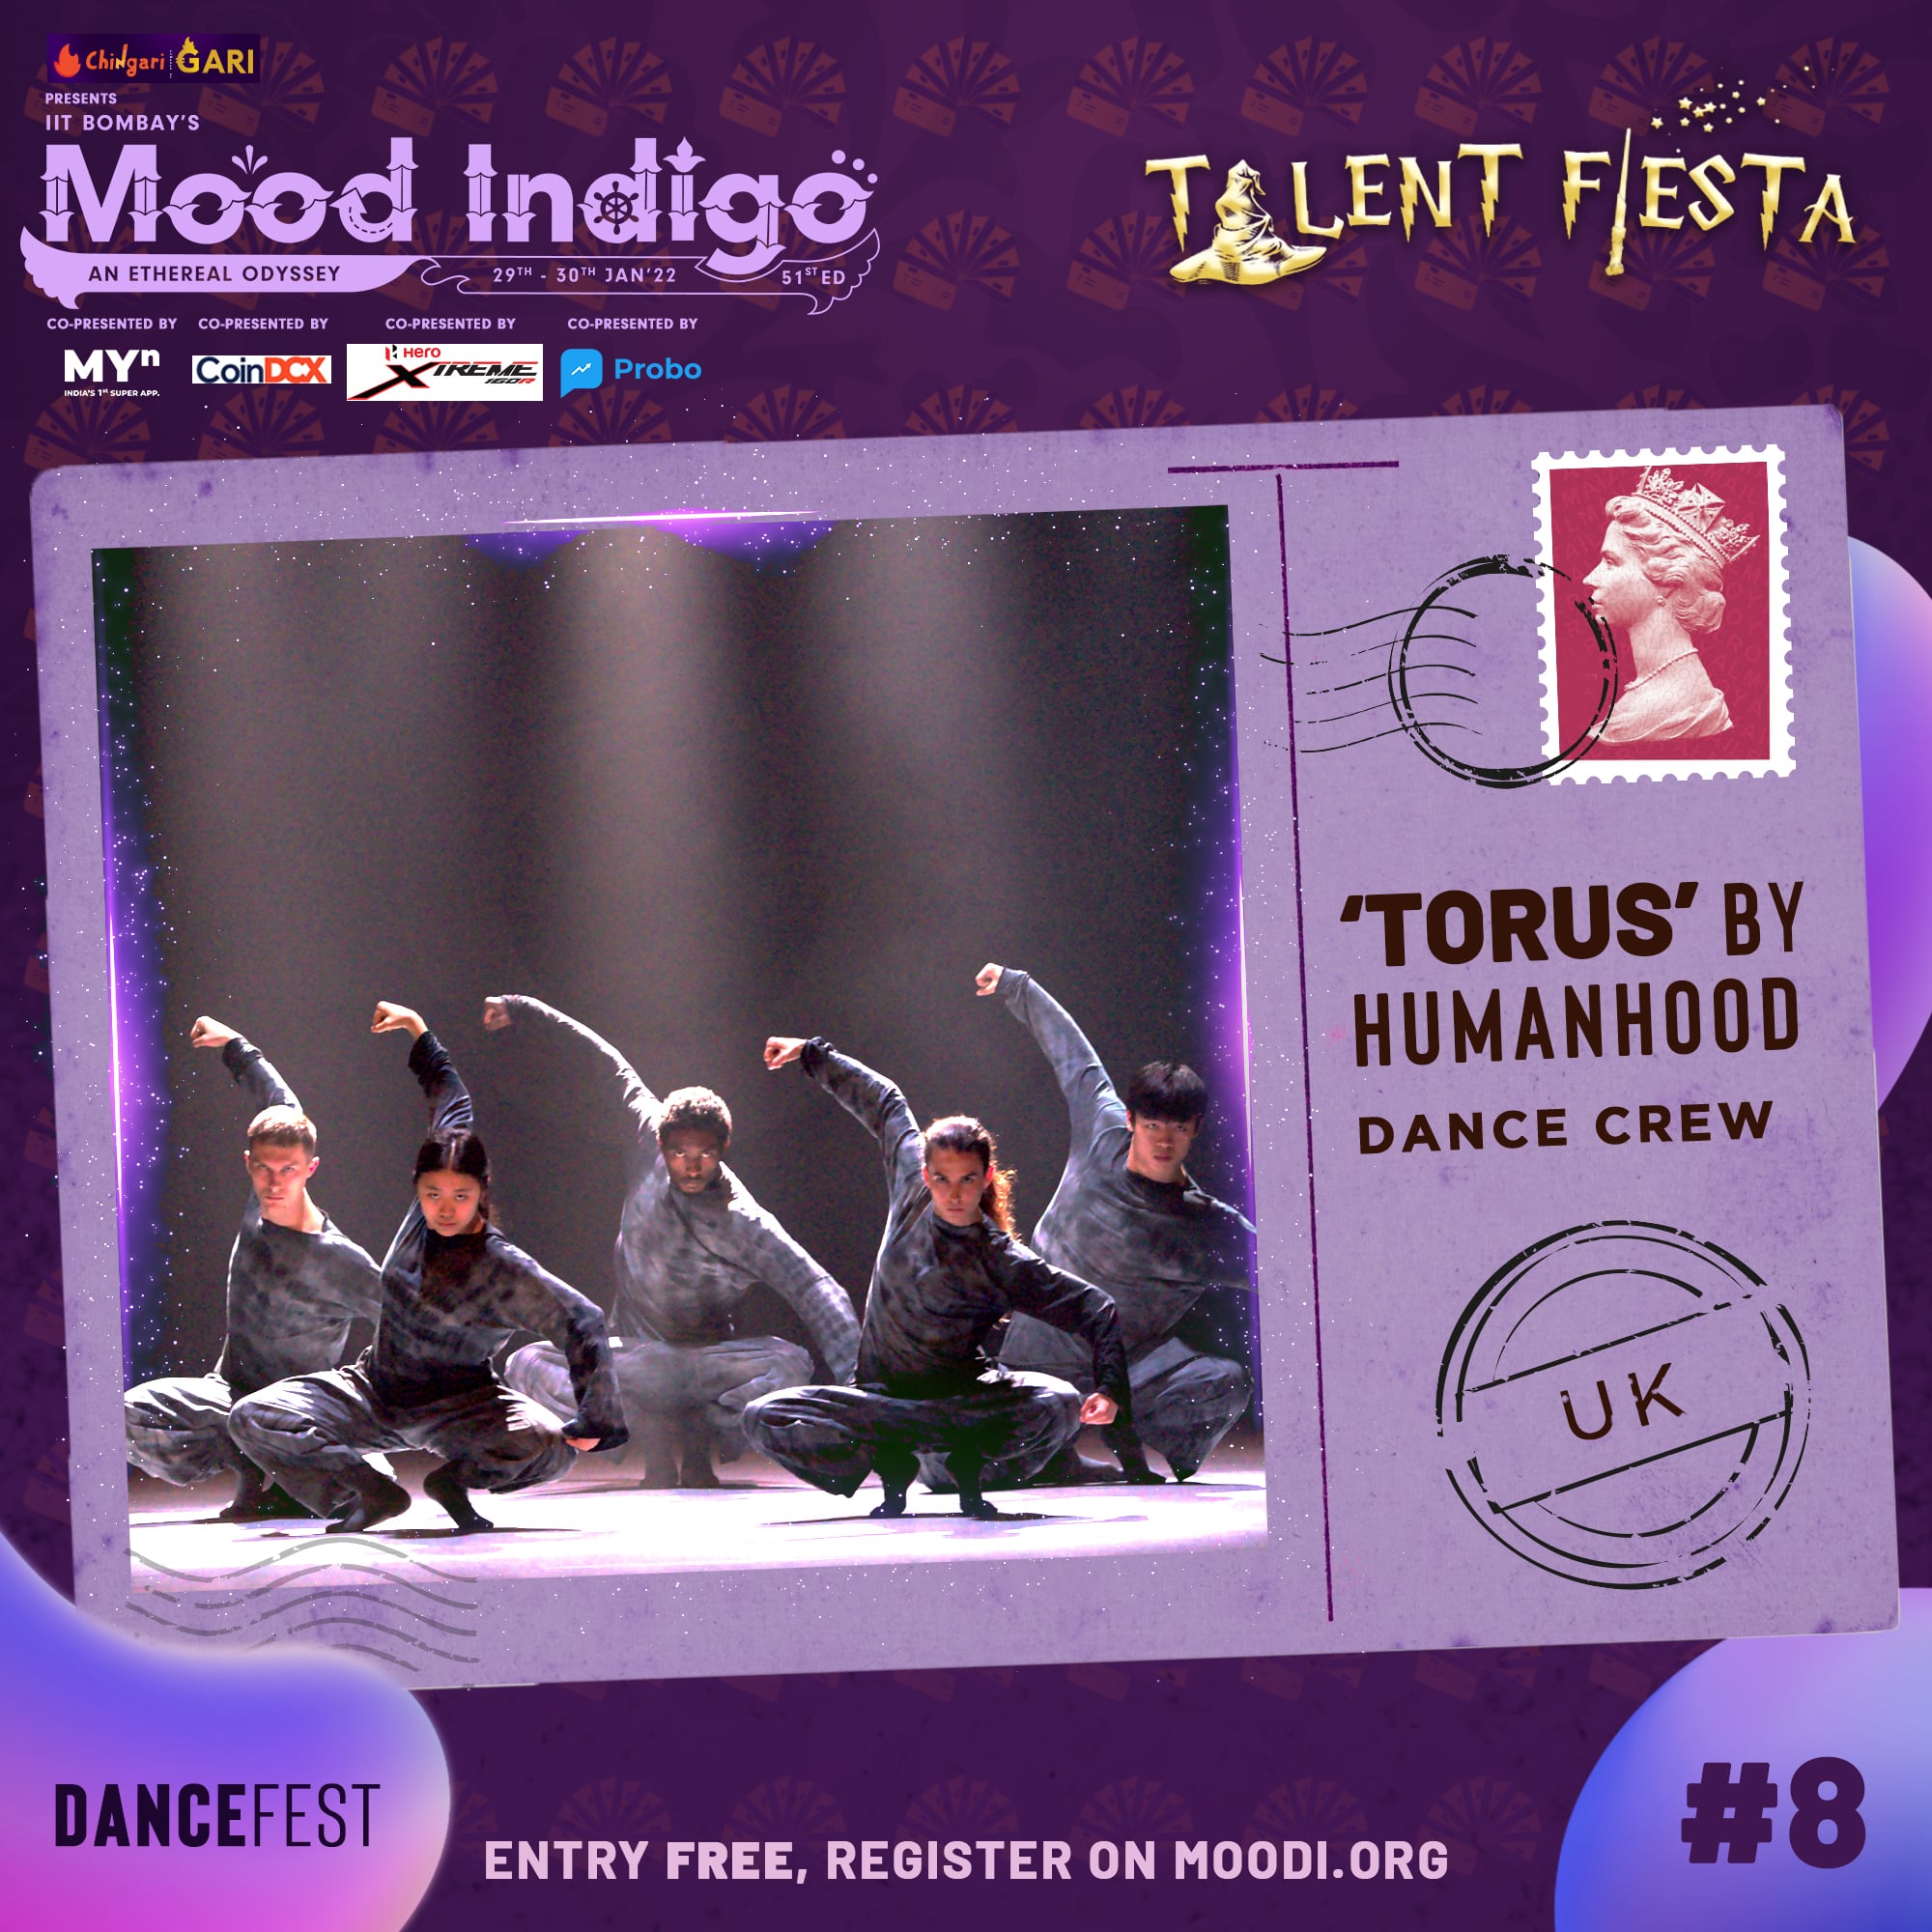 Chingari GARI
PRESENTS
IIT BOMBAY'S
Mood Indigo
AN ETHEREAL ODYSSEY 29TH - 30TH JAN'22 51ST ED
CO-PRESENTED BY CO-PRESENTED BY CO-PRESENTED BY CO-PRESENTED BY
MYn
INDIA'S 1st SUPER APP.
CoinDCX
Hero
XTREME
160R
Probo
TALENT FIESTA
'TORUS' BY
HUMANHOOD
DANCE CREW
UK
DANCEFEST
ENTRY FREE, REGISTER ON MOODI.ORG
#8